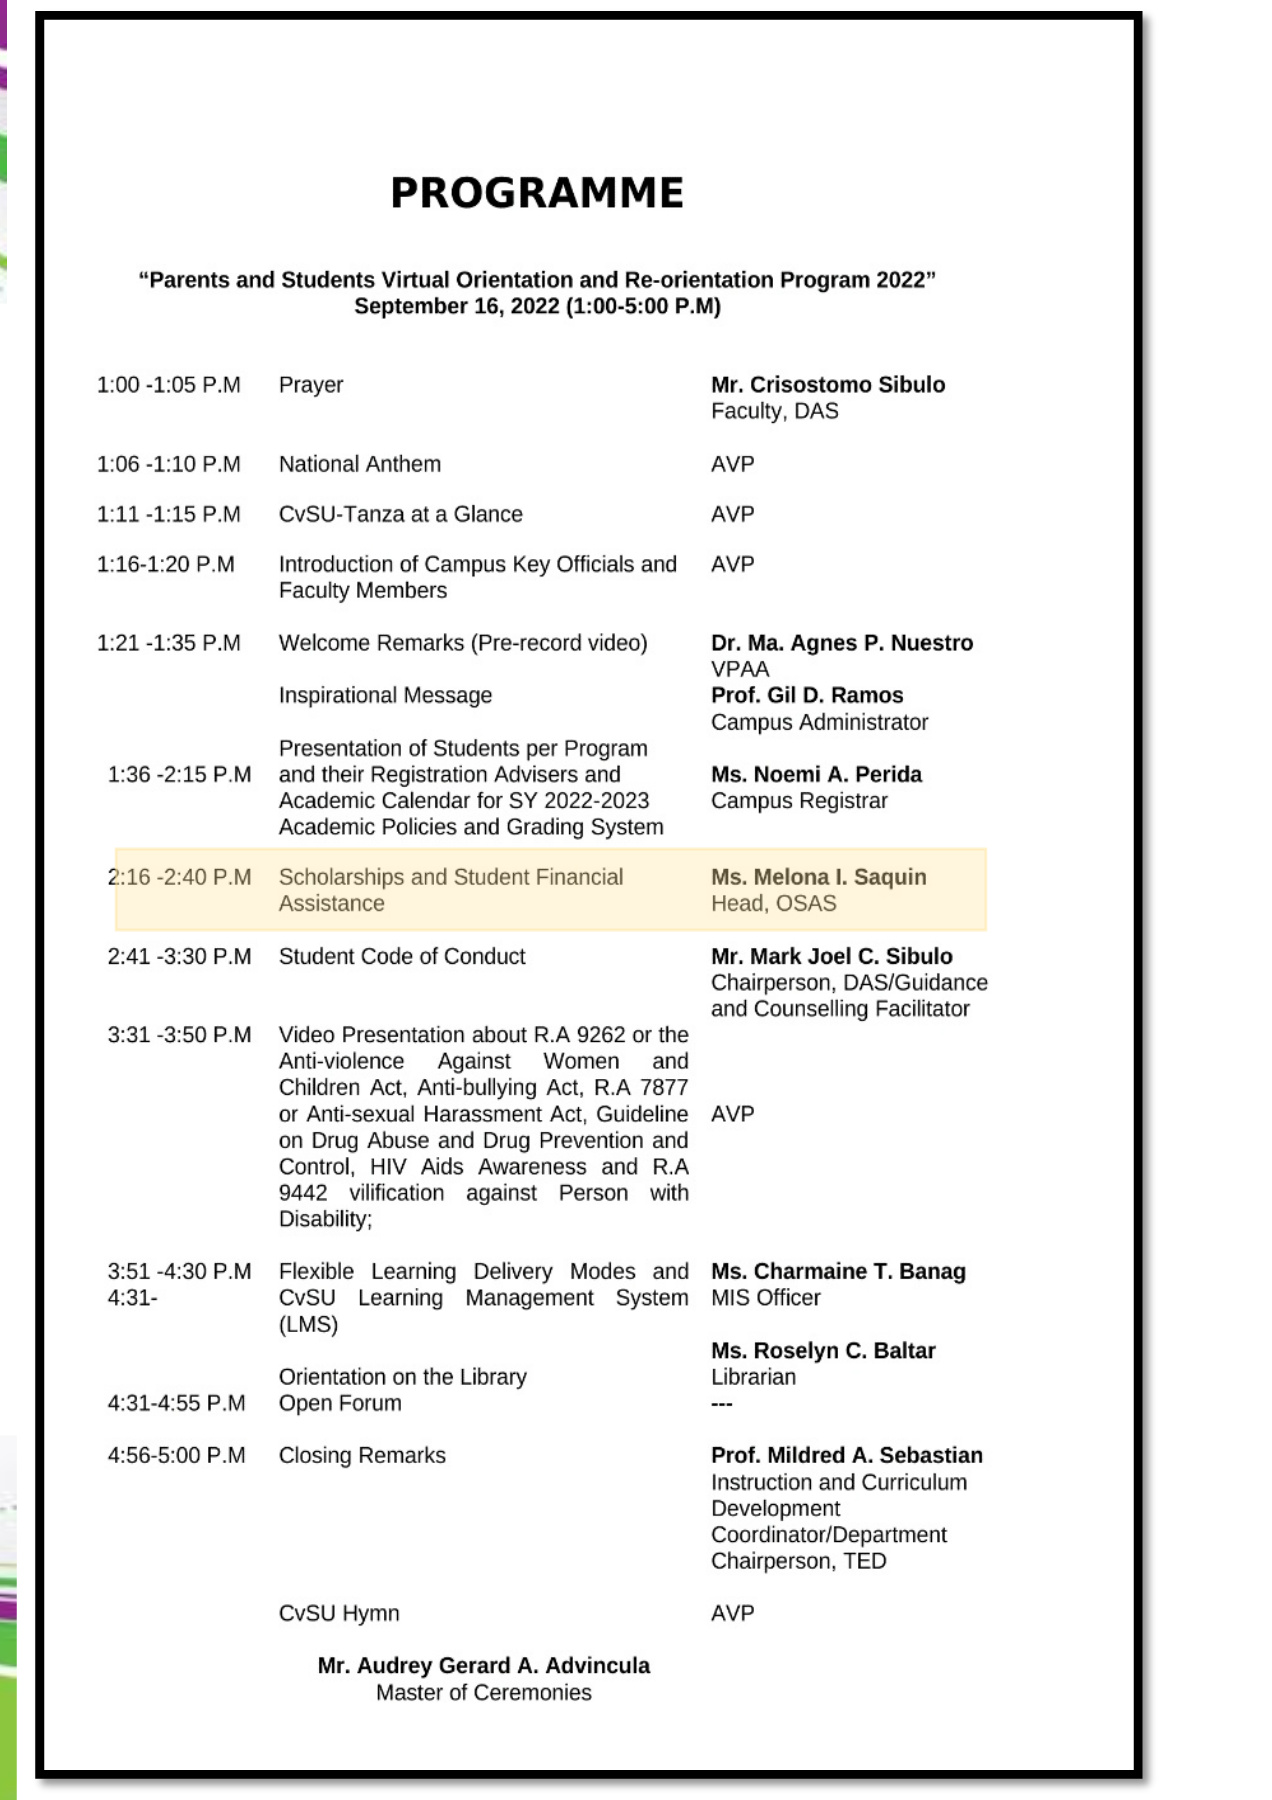 PROGRAMME
“Parents and Students Virtual Orientation and Re-orientation Program 2022”
September 16, 2022 (1:00-5:00 P.M)
1:00 -1:05 P.M Prayer Mr. Crisostomo Sibulo
Faculty, DAS
1:06 -1:10 P.M National Anthem AVP
1:11 -1:15 P.M CvSU-Tanza at a Glance AVP
1:16-1:20 P.M Introduction of Campus Key Officials and AVP
Faculty Members
1:21 -1:35 P.M Welcome Remarks (Pre-record video) Dr. Ma. Agnes P. Nuestro
VPAA
Inspirational Message Prof. Gil D. Ramos
Campus Administrator
Presentation of Students per Program
1:36 -2:15 P.M and their Registration Advisers and Ms. Noemi A. Perida
Academic Calendar for SY 2022-2023 Campus Registrar
Academic Policies and Grading System
2:16 -2:40 P.M Scholarships and Student Financial Ms. Melona I. Saquin
Assistance Head, OSAS
2:41 -3:30 P.M Student Code of Conduct Mr. Mark Joel C. Sibulo
Chairperson, DAS/Guidance
and Counselling Facilitator
3:31 -3:50 P.M Video Presentation about R.A 9262 or the
Anti-violence Against Women and
Children Act, Anti-bullying Act, R.A 7877
or Anti-sexual Harassment Act, Guideline AVP
on Drug Abuse and Drug Prevention and
Control, HIV Aids Awareness and R.A
9442 vilification against Person with
Disability;
3:51 -4:30 P.M Flexible Learning Delivery Modes and Ms. Charmaine T. Banag
4:31- CvSU Learning Management System MIS Officer
(LMS)
Ms. Roselyn C. Baltar
Orientation on the Library Librarian
4:31-4:55 P.M Open Forum ---
4:56-5:00 P.M Closing Remarks Prof. Mildred A. Sebastian
Instruction and Curriculum
Development
Coordinator/Department
Chairperson, TED
CvSU Hymn AVP
Mr. Audrey Gerard A. Advincula
Master of Ceremonies